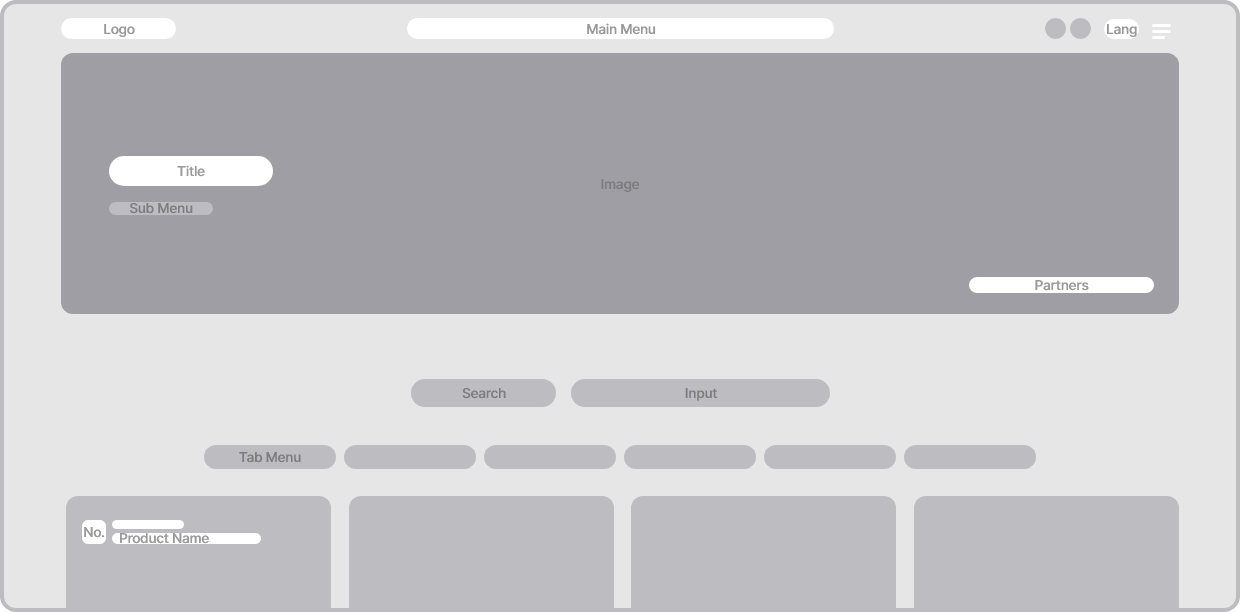 Logo
Main Menu
Lang
Title
Image
Sub Menu
Partners
Search
Input
Tab Menu
No.
Product Name